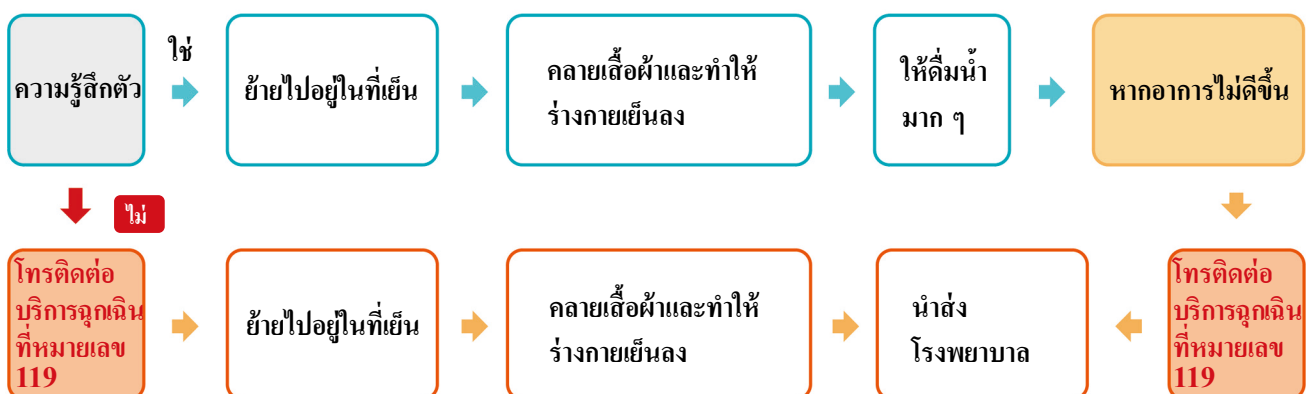 ความรู้สึกตัว
ใช่
ย้ายไปอยู่ในที่เย็น
คลายเสื้อผ้าและทำให้
ร่างกายเย็นลง
ให้ดื่มน้ำ
มาก ๆ
หากอาการไม่ดีขึ้น
ไม่
โทรติดต่อ
บริการฉุกเฉิน
ที่หมายเลข
119
ย้ายไปอยู่ในที่เย็น
คลายเสื้อผ้าและทำให้
ร่างกายเย็นลง
นำส่ง
โรงพยาบาล
โทรติดต่อ
บริการฉุกเฉิน
ที่หมายเลข
119